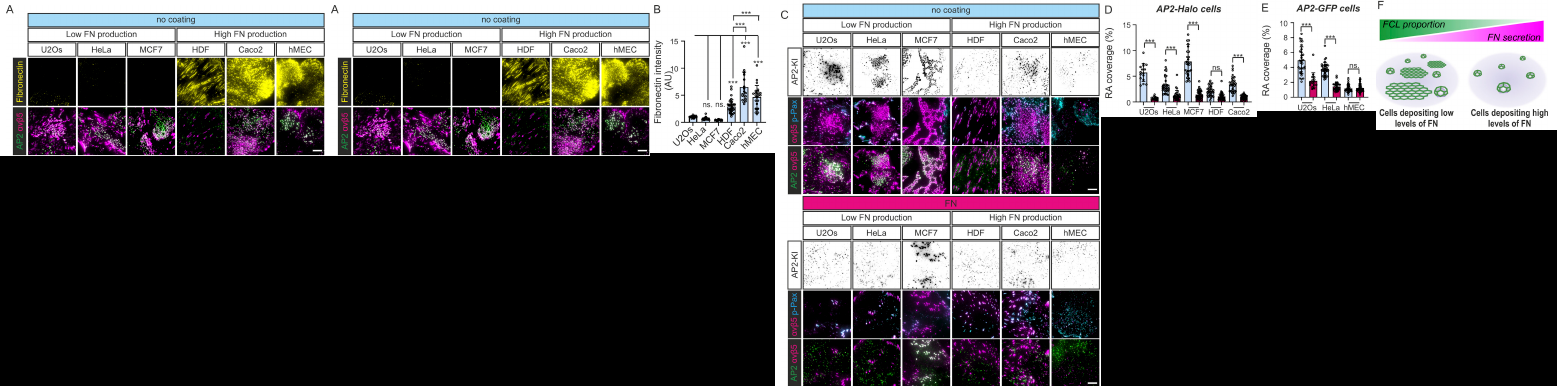 A
no coating
Low FN production
High FN production
U2Os
HeLa
MCF7
HDF
Caco2
hMEC
Fibronectin
AP2 αvβ5
A
no coating
Low FN production
High FN production
U2Os
HeLa
MCF7
HDF
Caco2
hMEC
Fibronectin
AP2 αvβ5
B
Fibronectin intensity
(AU)
15
10
5
0
***
***
***
***
***
***
ns.
ns.
U2Os
HeLa
MCF7
HDF
Caco2
hMEC
C
no coating
Low FN production
High FN production
U2Os
HeLa
MCF7
HDF
Caco2
hMEC
AP2-KI
αvβ5 p-Pax
AP2 αvβ5
FN
Low FN production
High FN production
U2Os
HeLa
MCF7
HDF
Caco2
hMEC
AP2-KI
αvβ5 p-Pax
AP2 αvβ5
D
AP2-Halo cells
RA coverage (%)
15
10
5
0
***
***
***
ns.
***
U2Os
HeLa
MCF7
HDF
Caco2
E
AP2-GFP cells
RA coverage (%)
10
8
6
4
2
0
***
***
ns
U2Os
HeLa
hMEC
F
FCL proportion
FN secretion
Cells depositing low
levels of FN
Cells depositing high
levels of FN